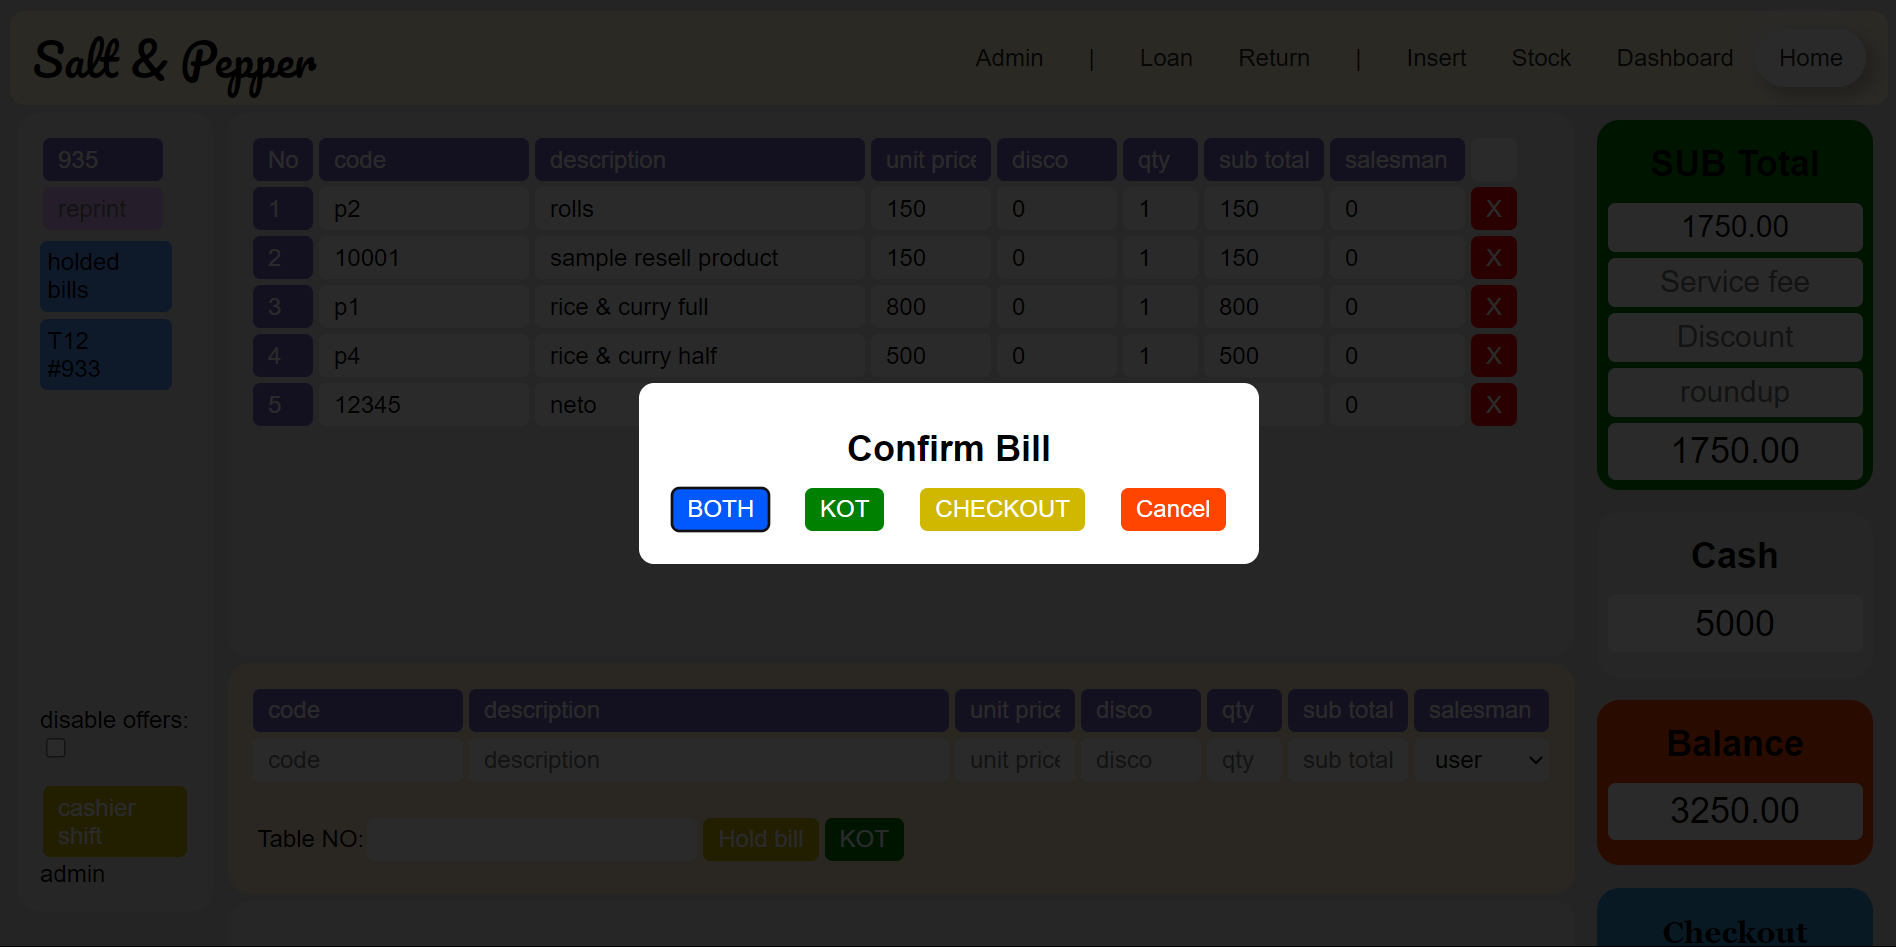 Salt & Pepper
Admin | Loan Return | Insert Stock Dashboard Home
935
reprint
holded
bills
T12
#933
disable offers:
cashier
shift
admin
No code description unit price disco qty sub total salesman
1 p2 rolls 150 0 1 150 0 X
2 10001 sample resell product 150 0 1 150 0 X
3 p1 rice & curry full 800 0 1 800 0 X
4 p4 rice & curry half 500 0 1 500 0 X
5 12345 neto 0 X
Confirm Bill
BOTH KOT CHECKOUT Cancel
code description unit price disco qty sub total salesman
code description unit price disco qty sub total user
Table NO: Hold bill KOT
SUB Total
1750.00
Service fee
Discount
roundup
1750.00
Cash
5000
Balance
3250.00
Checkout